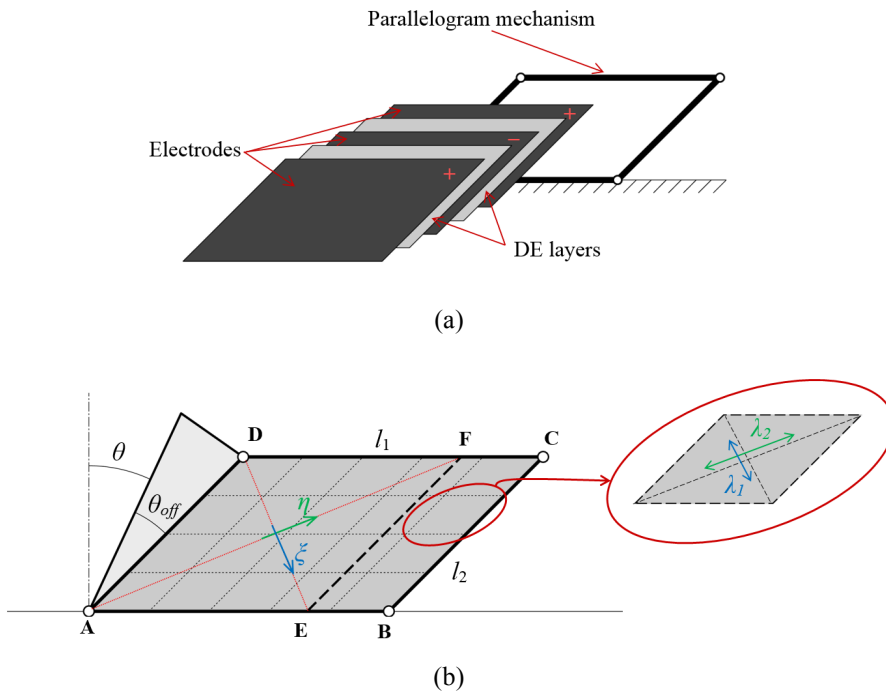 Parallelogram mechanism
+
−
Electrodes
+
DE layers
(a)
D
l1
F
C
θ
λ2
θoff
η
λ1
ξ
l2
A
E
B
(b)